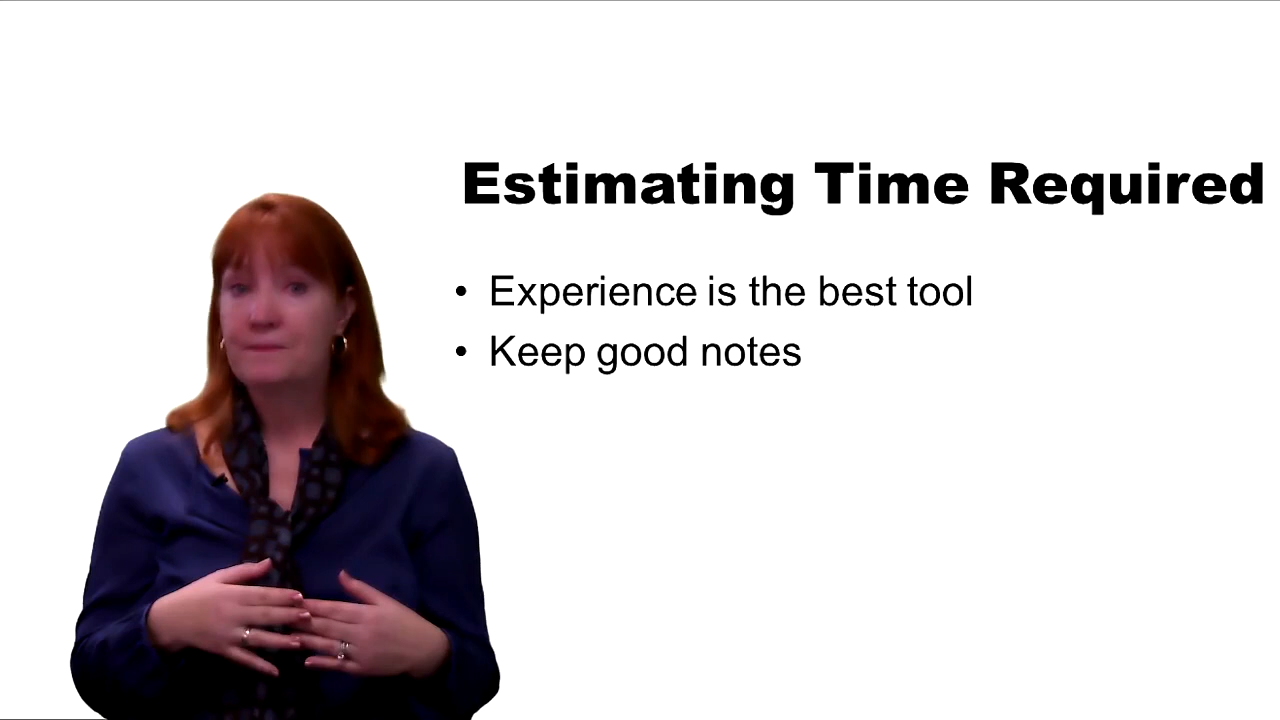 Estimating Time Required
• Experience is the best tool
• Keep good notes